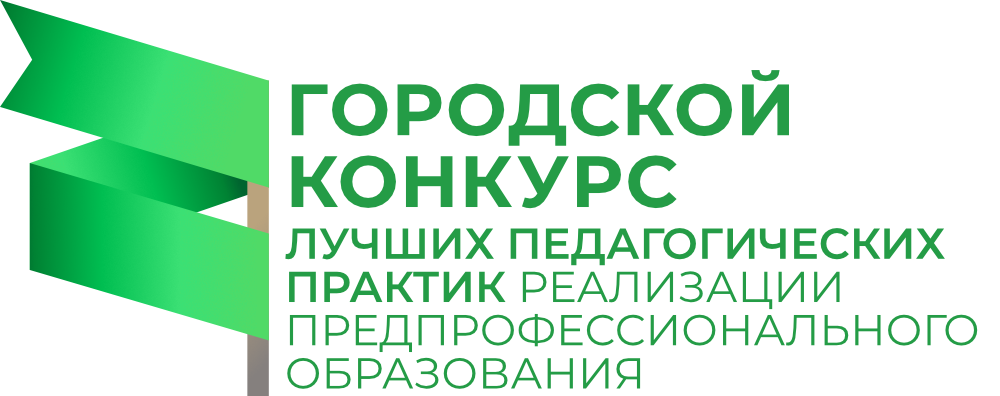 ГОРОДСКОЙ
КОНКУРС
ЛУЧШИХ ПЕДАГОГИЧЕСКИХ
ПРАКТИК РЕАЛИЗАЦИИ
ПРЕДПРОФЕССИОНАЛЬНОГО
ОБРАЗОВАНИЯ